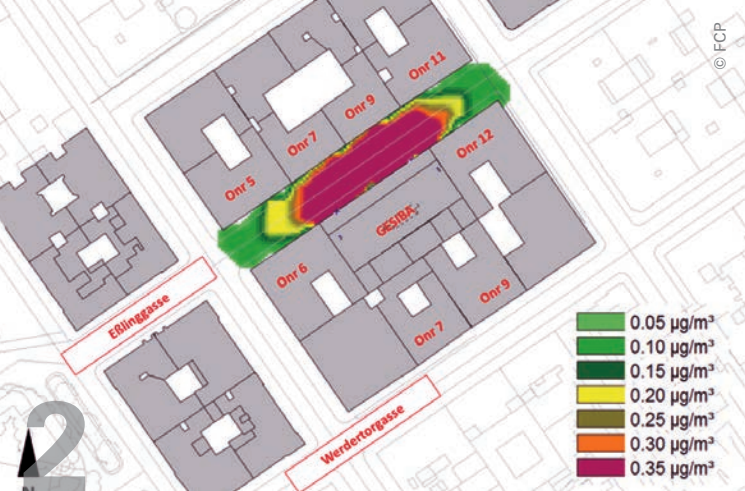 © FCP
Onr 11
Onr 9
Onr 7
Onr 5
Onr 12
GESIBA
Onr 6
Onr 9
Onr 7
Eßlinggasse
Werdertorgasse
0.05 µg/m³
0.10 µg/m³
0.15 µg/m³
0.20 µg/m³
0.25 µg/m³
0.30 µg/m³
0.35 µg/m³
2